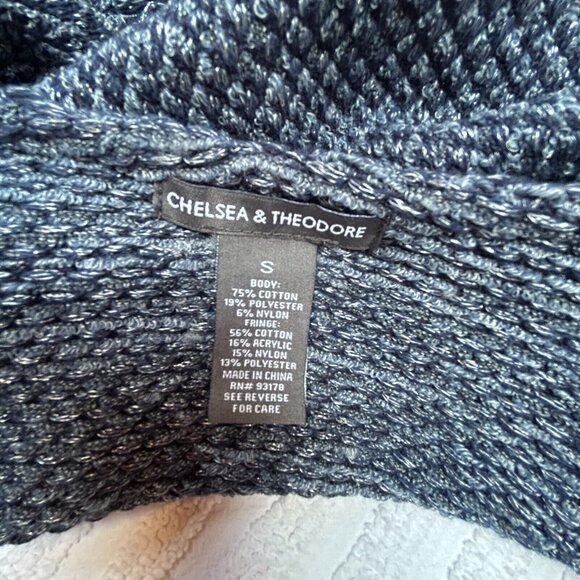 CHELSEA & THEODORE
S
BODY:
75% COTTON
19% POLYESTER
6% NYLON
FRINGE:
56% COTTON
16% ACRYLIC
15% NYLON
13% POLYESTER
MADE IN CHINA
RN# 93178
SEE REVERSE
FOR CARE